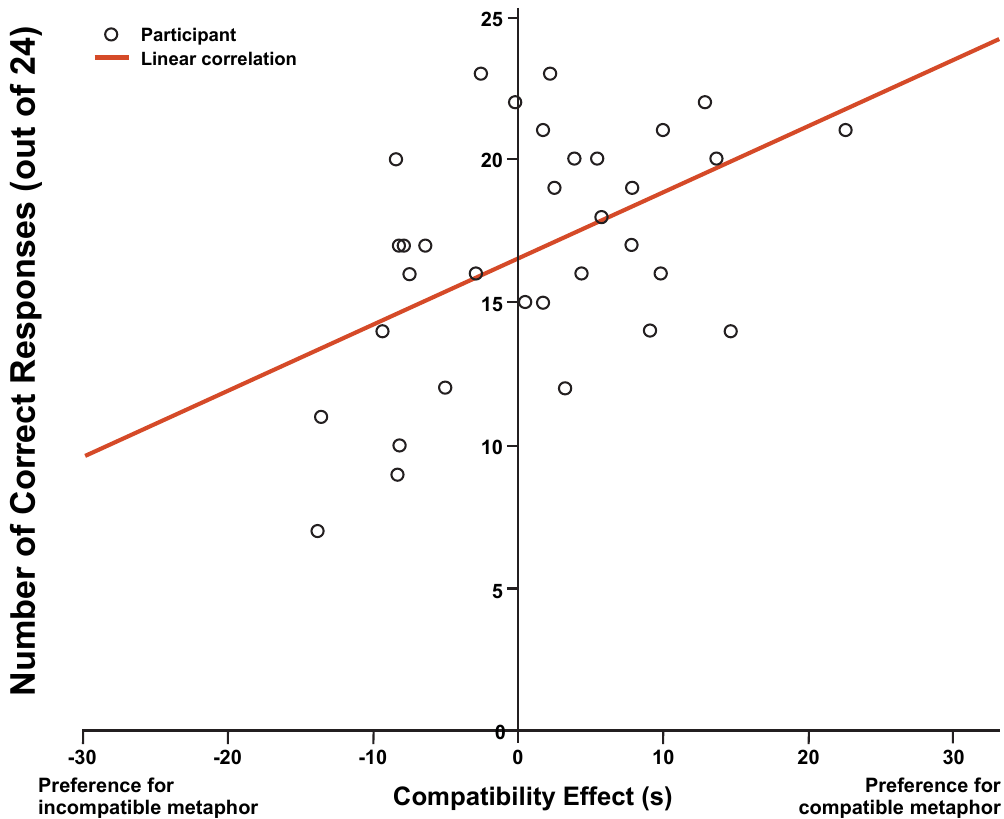 Number of Correct Responses (out of 24)
Participant
Linear correlation
25
20
15
10
5
0
-30
-20
-10
0
10
20
30
Preference for
incompatible metaphor
Compatibility Effect (s)
Preference for
compatible metaphor